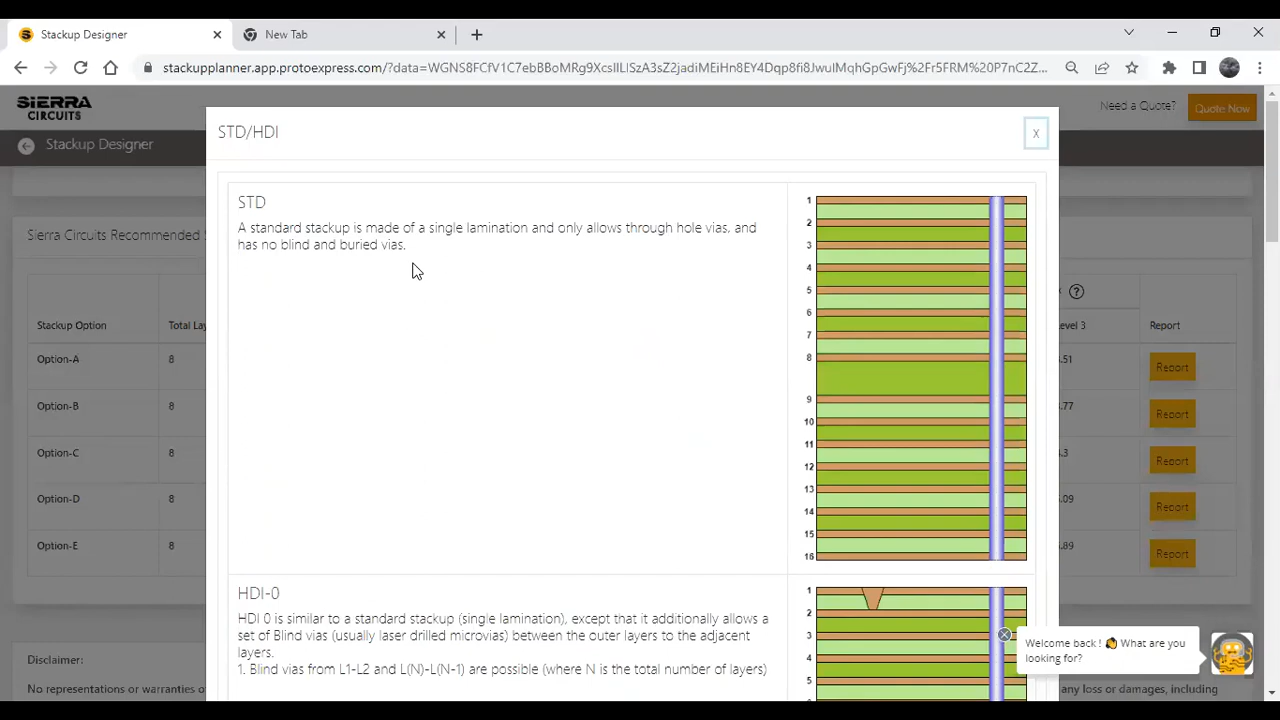 Stackup Designer
New Tab
stackupplanner.app.protoexpress.com/?data=
SIERRA
CIRCUITS
Need a Quote?
Quote Now
Stackup Designer
STD/HDI
X
STD
A standard stackup is made of a single lamination and only allows through hole vias, and
has no blind and buried vias.
1
2
3
4
5
6
7
8
9
10
11
12
13
14
15
16
HDI-0
HDI 0 is similar to a standard stackup (single lamination), except that it additionally allows a
set of Blind vias (usually laser drilled microvias) between the outer layers to the adjacent
layers.
1. Blind vias from L1-L2 and L(N)-L(N-1) are possible (where N is the total number of layers)
1
2
3
4
5
Sierra Circuits Recommended
Stackup Option
Total
?
Level 3
Report
Option-A
8
.51
Report
Option-B
8
.77
Report
Option-C
8
.3
Report
Option-D
8
.09
Report
Option-E
8
.89
Report
Welcome back ! 👋 What are you
looking for?
Disclaimer:
No representations or warranties
any loss or damages, including